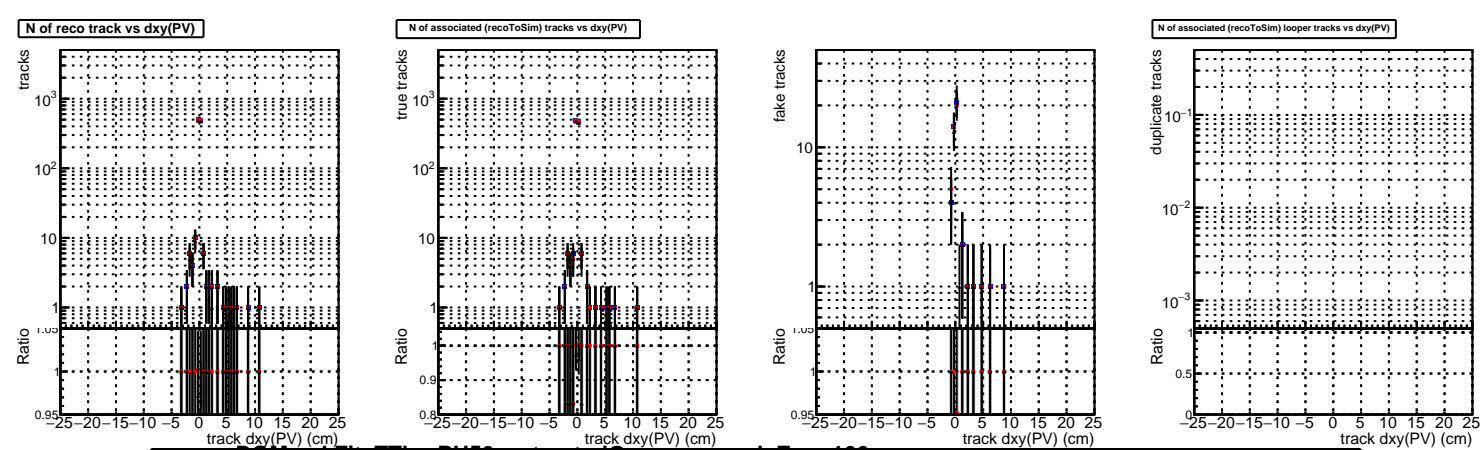 N of reco track vs dxy(PV)
tracks
10³
10²
10
1
1.05
Ratio
1
0.95
−25 −20 −15 −10 −5 0 5 10 15 20 25
track dxy(PV) (cm)
N of associated (recoToSim) tracks vs dxy(PV)
true tracks
10³
10²
10
1
Ratio
1
0.9
0.8
−25 −20 −15 −10 −5 0 5 10 15 20 25
track dxy(PV) (cm)
fake tracks
10
1
1.05
Ratio
1
0.95
−25 −20 −15 −10 −5 0 5 10 15 20 25
track dxy(PV) (cm)
N of associated (recoToSim) looper tracks vs dxy(PV)
duplicate tracks
10⁻¹
10⁻²
10⁻³
Ratio
1
0.5
0
−25 −20 −15 −10 −5 0 5 10 15 20 25
track dxy(PV) (cm)